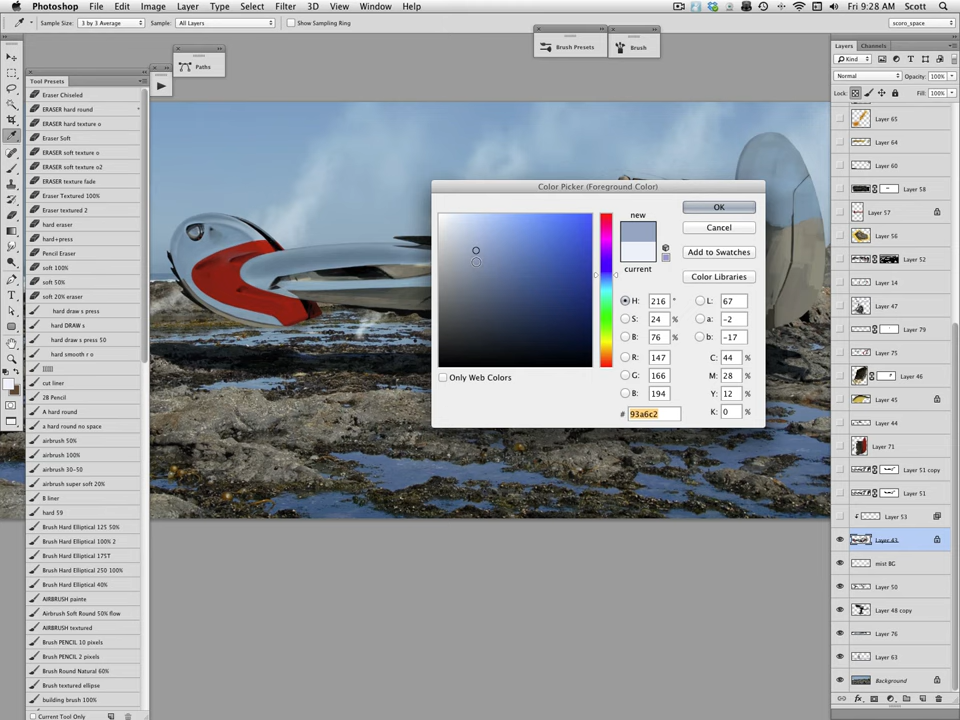 Photoshop File Edit Image Layer Type Select Filter 3D View Window Help Fri 9:28 AM Scott
Sample Size: 3 by 3 Average Sample: All Layers Show Sampling Ring scoro_space
Brush Presets Brush
Paths
Tool Presets
Eraser Chiseled
ERASER hard round
ERASER hard texture o
Eraser Soft
ERASER soft texture o
ERASER soft texture o2
ERASER texture fade
Eraser Textured 100%
Eraser textured 2
hard eraser
hard+press
Pencil Eraser
soft 100%
soft 50%
soft 20% eraser
hard draw s press
hard DRAW s
hard draw s press 50
hard smooth r o
cut liner
2B Pencil
A hard round
a hard round no space
airbrush 50%
airbrush 100%
airbrush 30-50
airbrush super soft 20%
B liner
hard 59
Brush Hard Elliptical 125 50%
Brush Hard Elliptical 100% 2
Brush Hard Elliptical 175T
Brush Hard Elliptical 250 100%
Brush Hard Elliptical 40%
AIRBRUSH painte
Airbrush Soft Round 50% flow
AIRBRUSH textured
Brush PENCIL 10 pixels
Brush PENCIL 2 pixels
Brush Round Natural 60%
Brush textured ellipse
building brush 100%
Current Tool Only
Color Picker (Foreground Color)
new
current
OK
Cancel
Add to Swatches
Color Libraries
H: 216 °
S: 24 %
B: 76 %
R: 147
G: 166
B: 194
# 93a6c2
L: 67
a: -2
b: -17
C: 44 %
M: 28 %
Y: 12 %
K: 0 %
Only Web Colors
Layers Channels
Kind
Normal Opacity: 100%
Lock: Fill: 100%
Layer 65
Layer 64
Layer 60
Layer 58
Layer 57
Layer 56
Layer 52
Layer 14
Layer 47
Layer 79
Layer 75
Layer 46
Layer 45
Layer 44
Layer 71
Layer 51 copy
Layer 51
Layer 53
Layer 43
mist BG
Layer 50
Layer 48 copy
Layer 76
Layer 63
Background